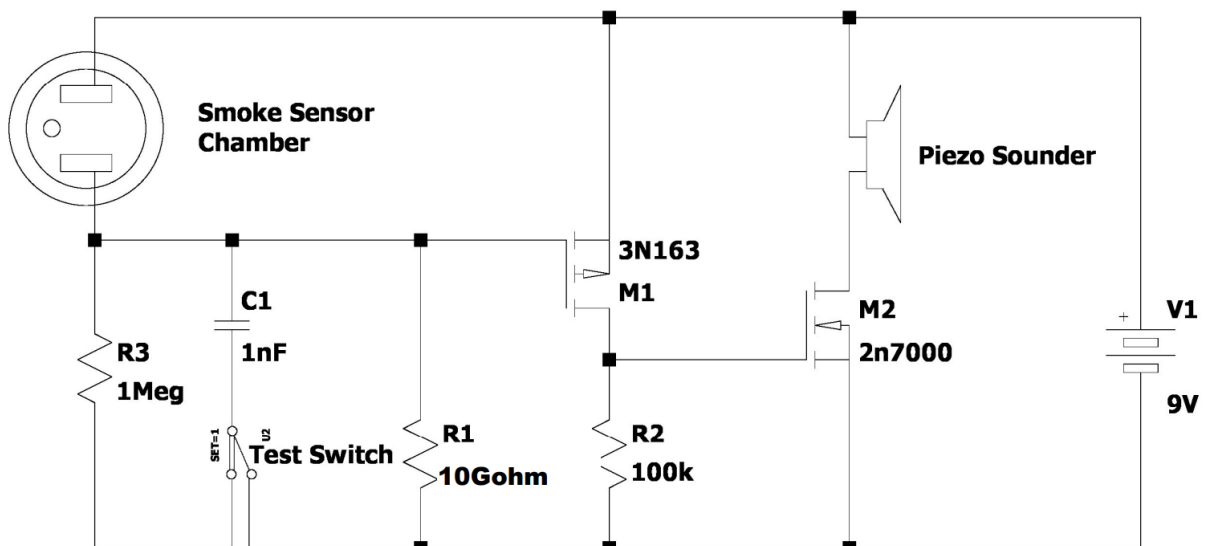 Smoke Sensor
Chamber
Piezo Sounder
3N163
M1
C1
1nF
R3
1Meg
M2
2n7000
+
V1
9V
SET=1
U2
Test Switch
R1
10Gohm
R2
100k